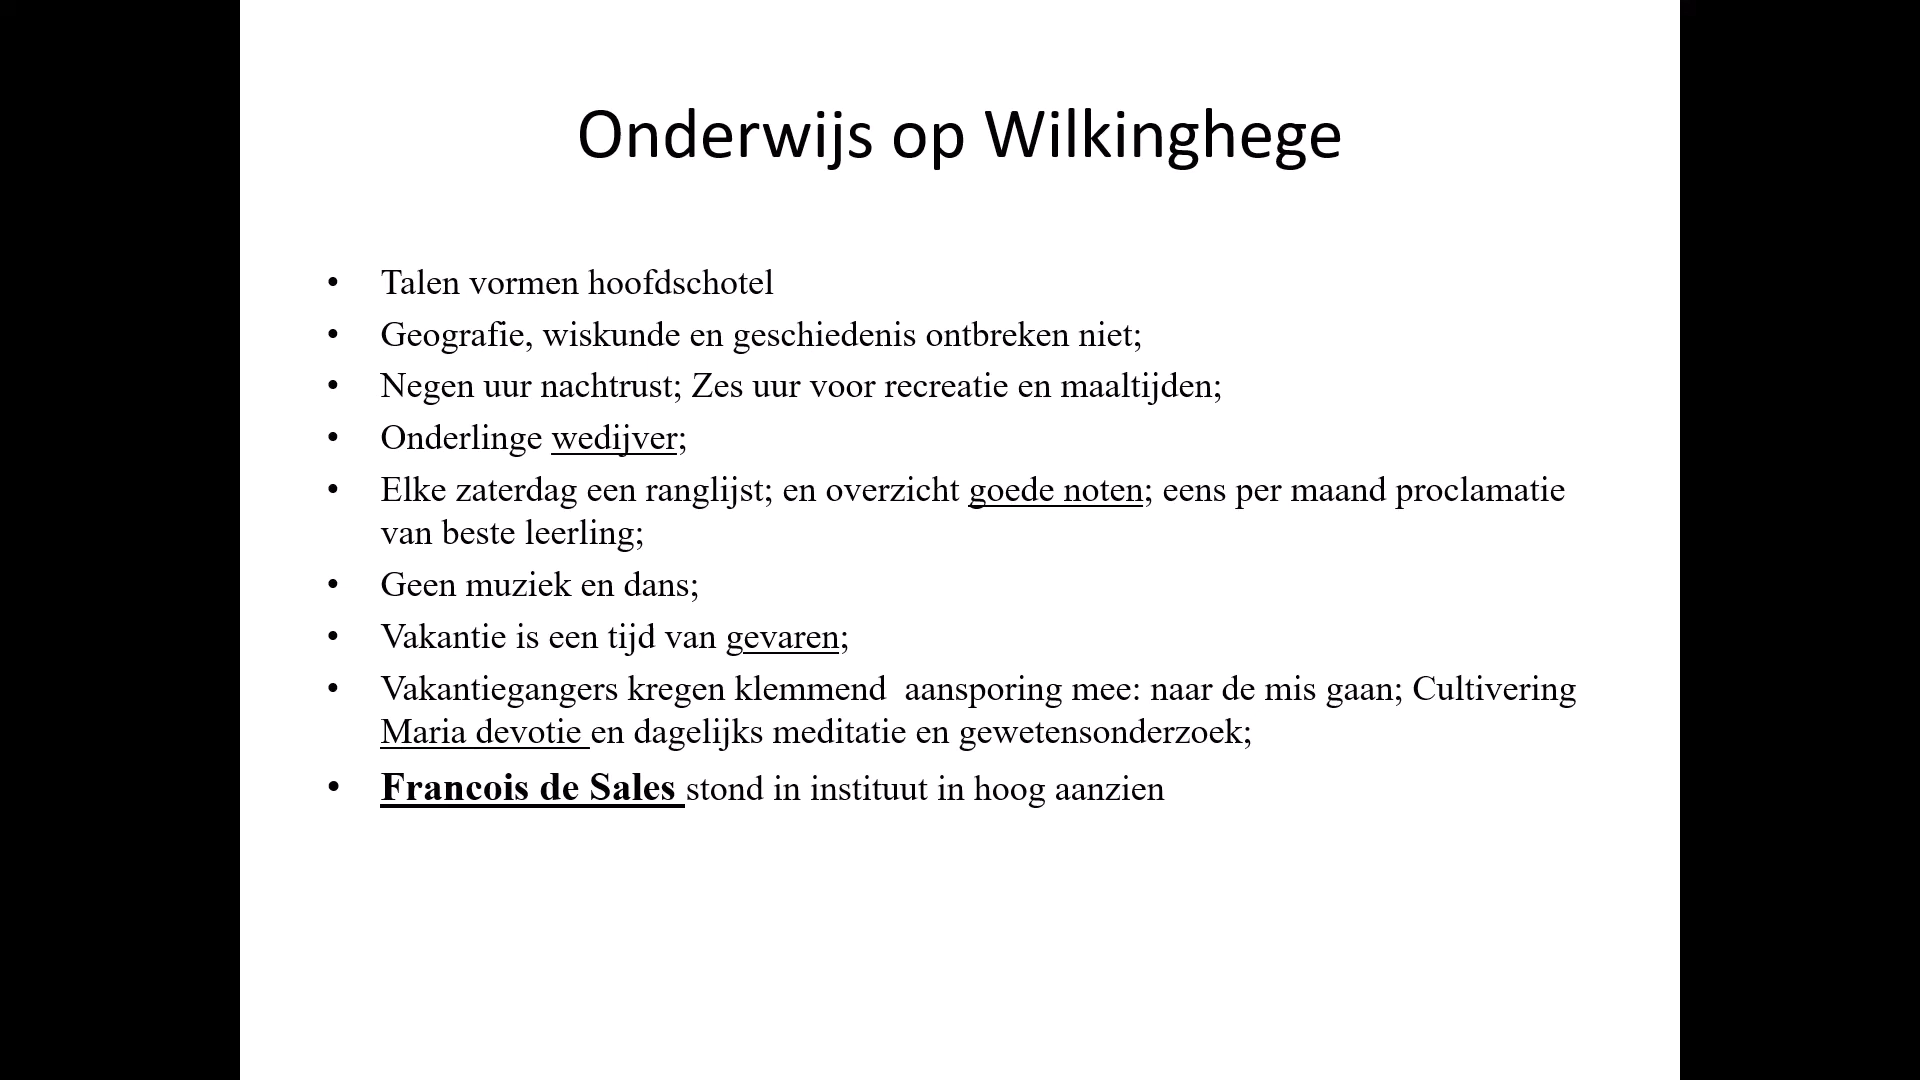 Onderwijs op Wilkinghege
• Talen vormen hoofdschotel
• Geografie, wiskunde en geschiedenis ontbreken niet;
• Negen uur nachtrust; Zes uur voor recreatie en maaltijden;
• Onderlinge wedijver;
• Elke zaterdag een ranglijst; en overzicht goede noten; eens per maand proclamatie
van beste leerling;
• Geen muziek en dans;
• Vakantie is een tijd van gevaren;
• Vakantiegangers kregen klemmend  aansporing mee: naar de mis gaan; Cultivering
Maria devotie en dagelijks meditatie en gewetensonderzoek;
• Francois de Sales stond in instituut in hoog aanzien